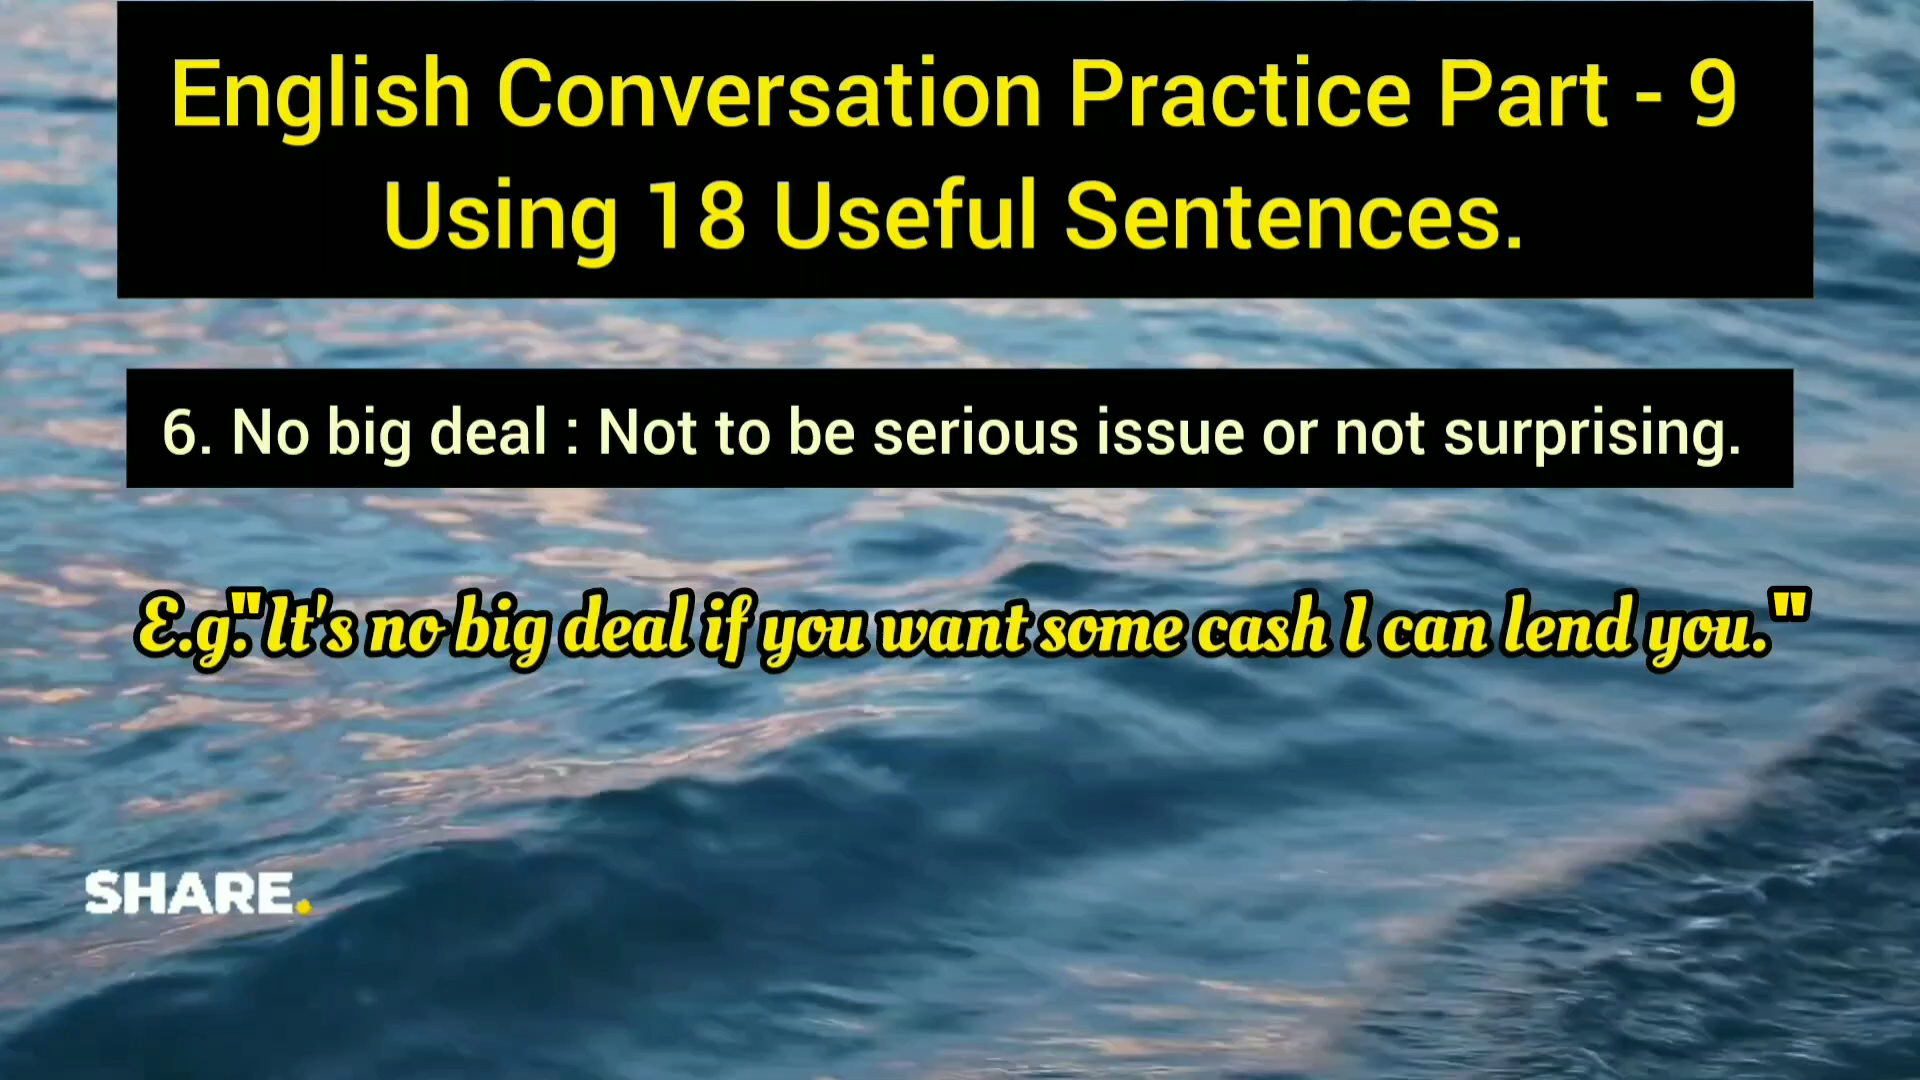 English Conversation Practice Part - 9
Using 18 Useful Sentences.
6. No big deal : Not to be serious issue or not surprising.
E.g."It's no big deal if you want some cash I can lend you."
SHARE.